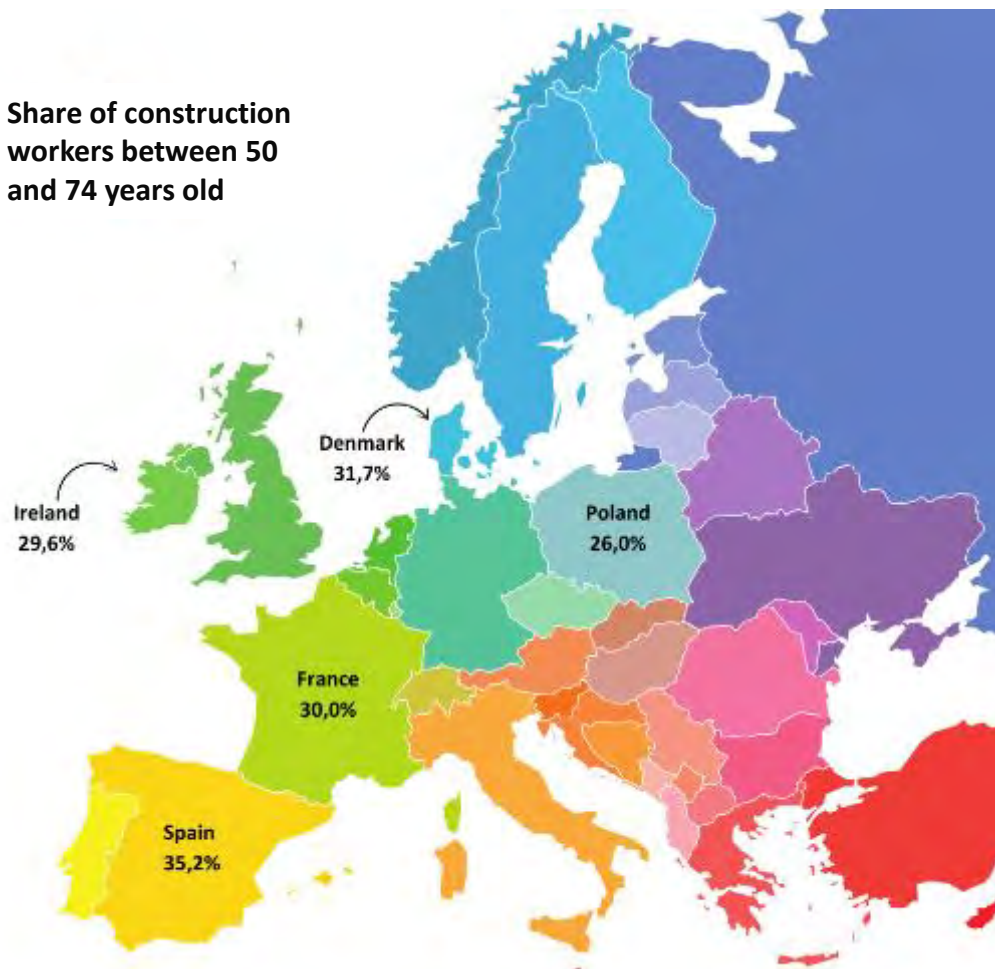 Share of construction
workers between 50
and 74 years old
Denmark
31,7%
Ireland
29,6%
Poland
26,0%
France
30,0%
Spain
35,2%